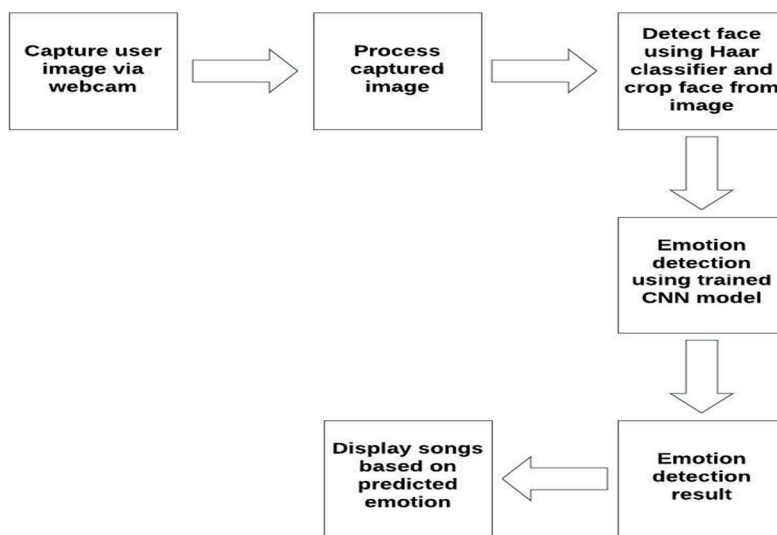 Capture user
image via
webcam
Process
captured
image
Detect face
using Haar
classifier and
crop face from
image
Emotion
detection
using trained
CNN model
Emotion
detection
result
Display songs
based on
predicted
emotion